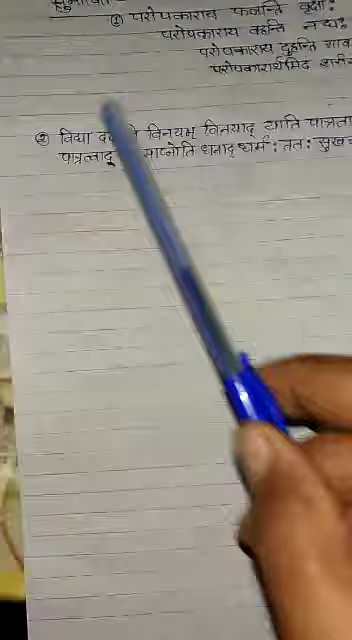 सुभाषित
① परोपकाराय फलन्ति वृक्षाः
परोपकाराय वहन्ति नद्यः
परोपकाराय दुहन्ति गाव
परोपकारार्थमिदं शरी
② विद्या विनयम् विनयाद् याति पात्रता
पात्रत्वाद् माप्नोति धनाद् धर्मः ततः सुख